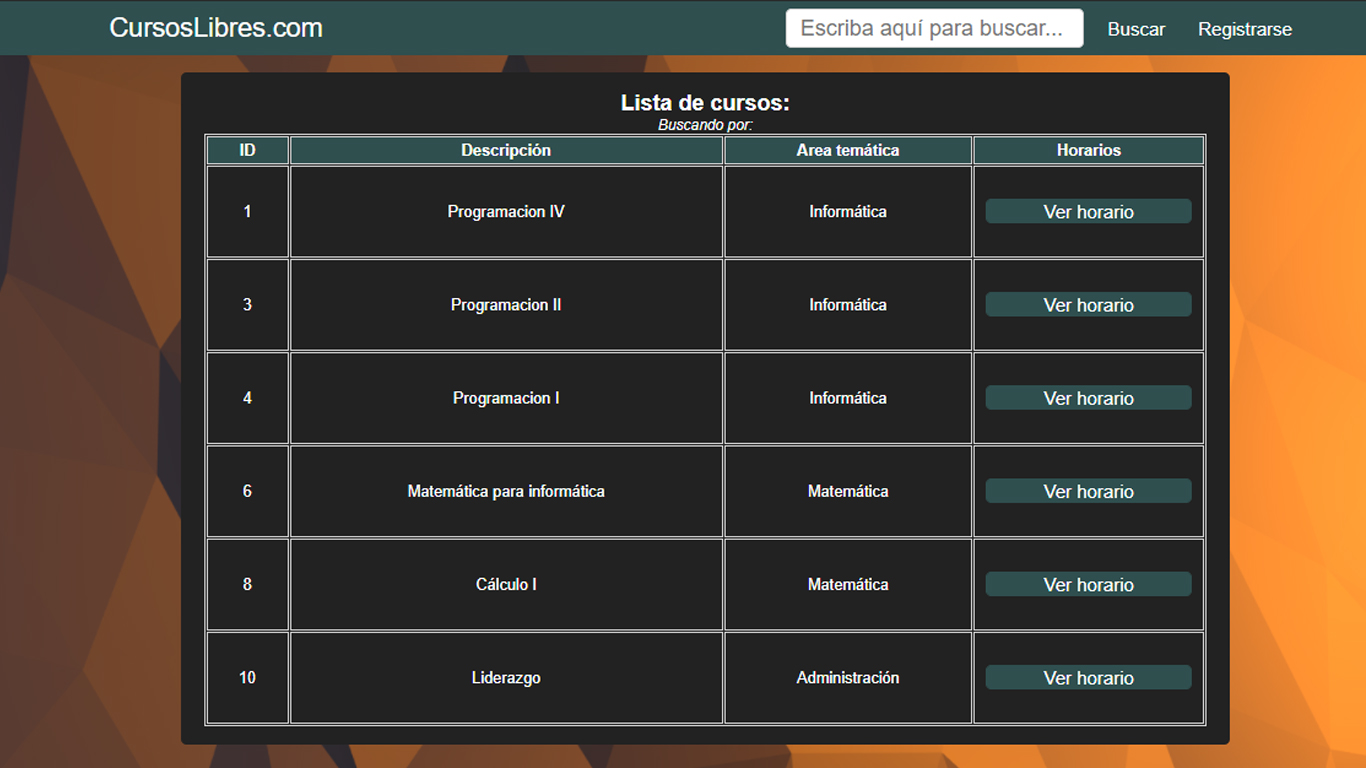 CursosLibres.com Escriba aquí para buscar... Buscar Registrarse
Lista de cursos:
Buscando por:
ID Descripción Area temática Horarios
1 Programacion IV Informática Ver horario
3 Programacion II Informática Ver horario
4 Programacion I Informática Ver horario
6 Matemática para informática Matemática Ver horario
8 Cálculo I Matemática Ver horario
10 Liderazgo Administración Ver horario